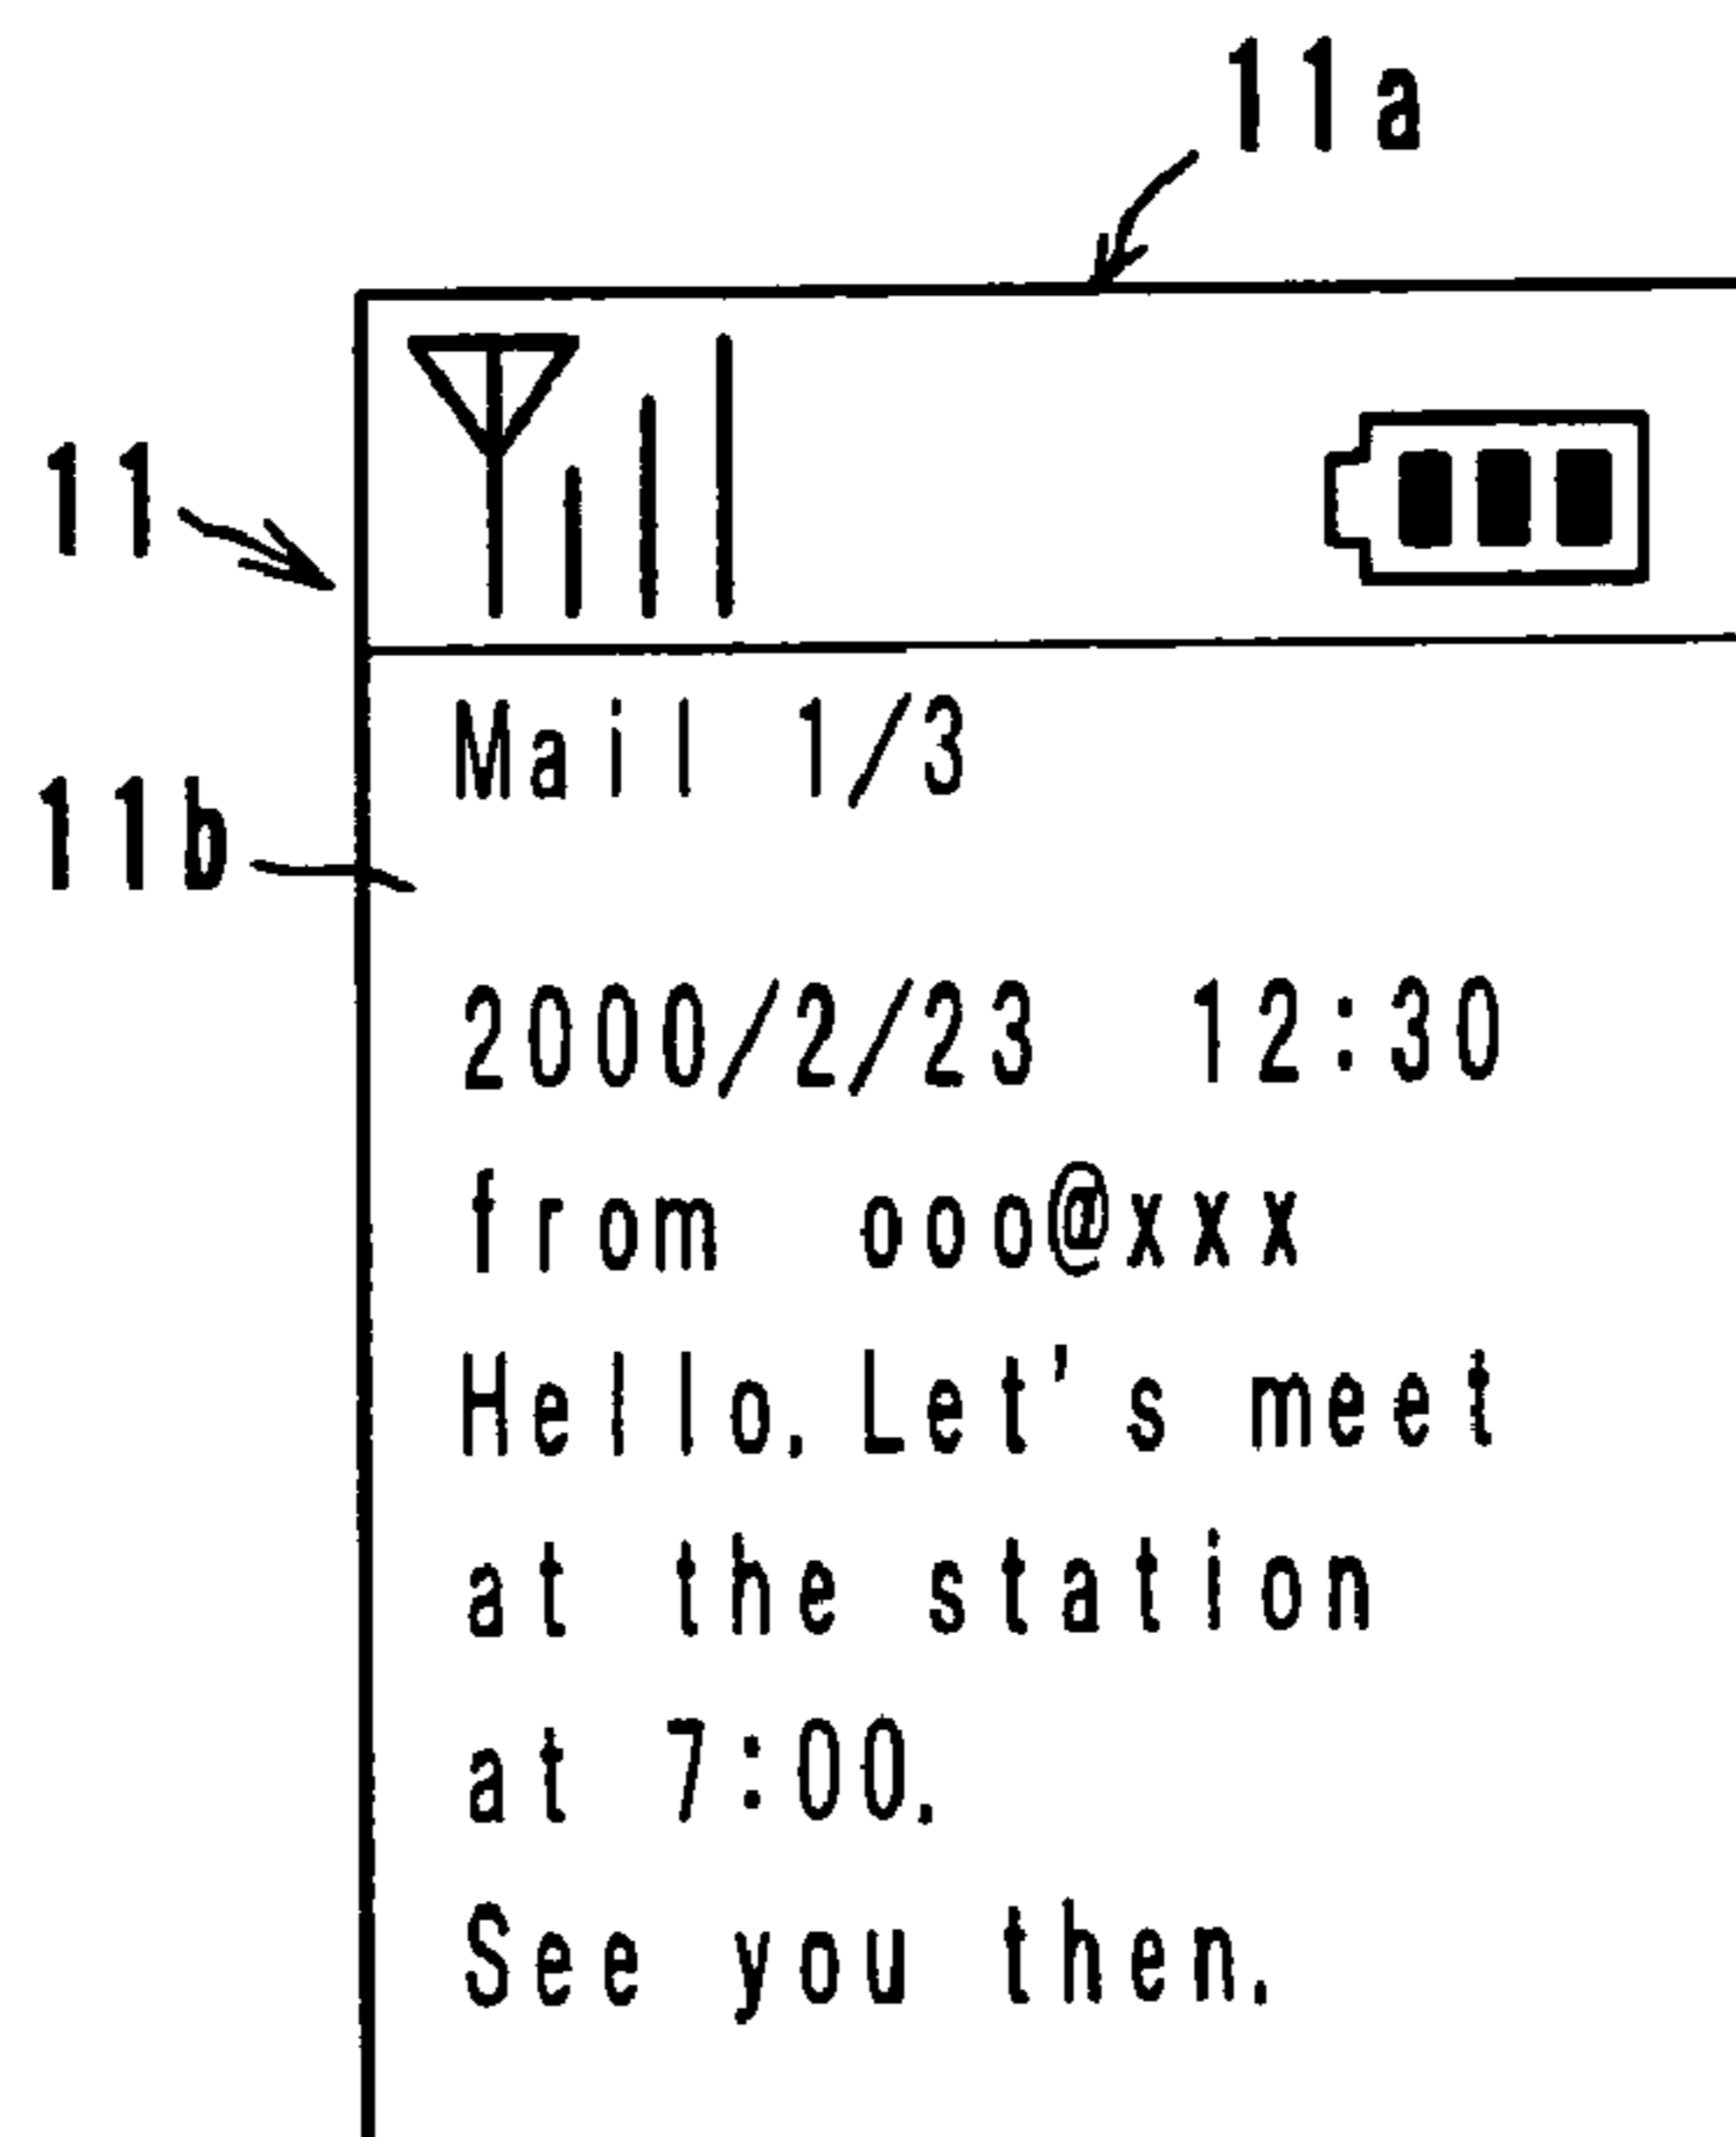 11a
11
Mail 1/3
11b
2000/2/23 12:30
from ooo@xxx
Hello,Let's meet
at the station
at 7:00.
See you then.